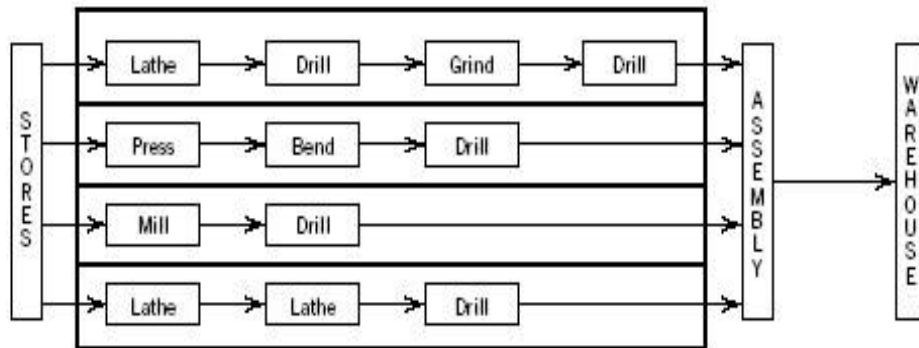 STORES
Lathe Drill Grind Drill
Press Bend Drill
Mill Drill
Lathe Lathe Drill
ASSEMBLY
WAREHOUSE